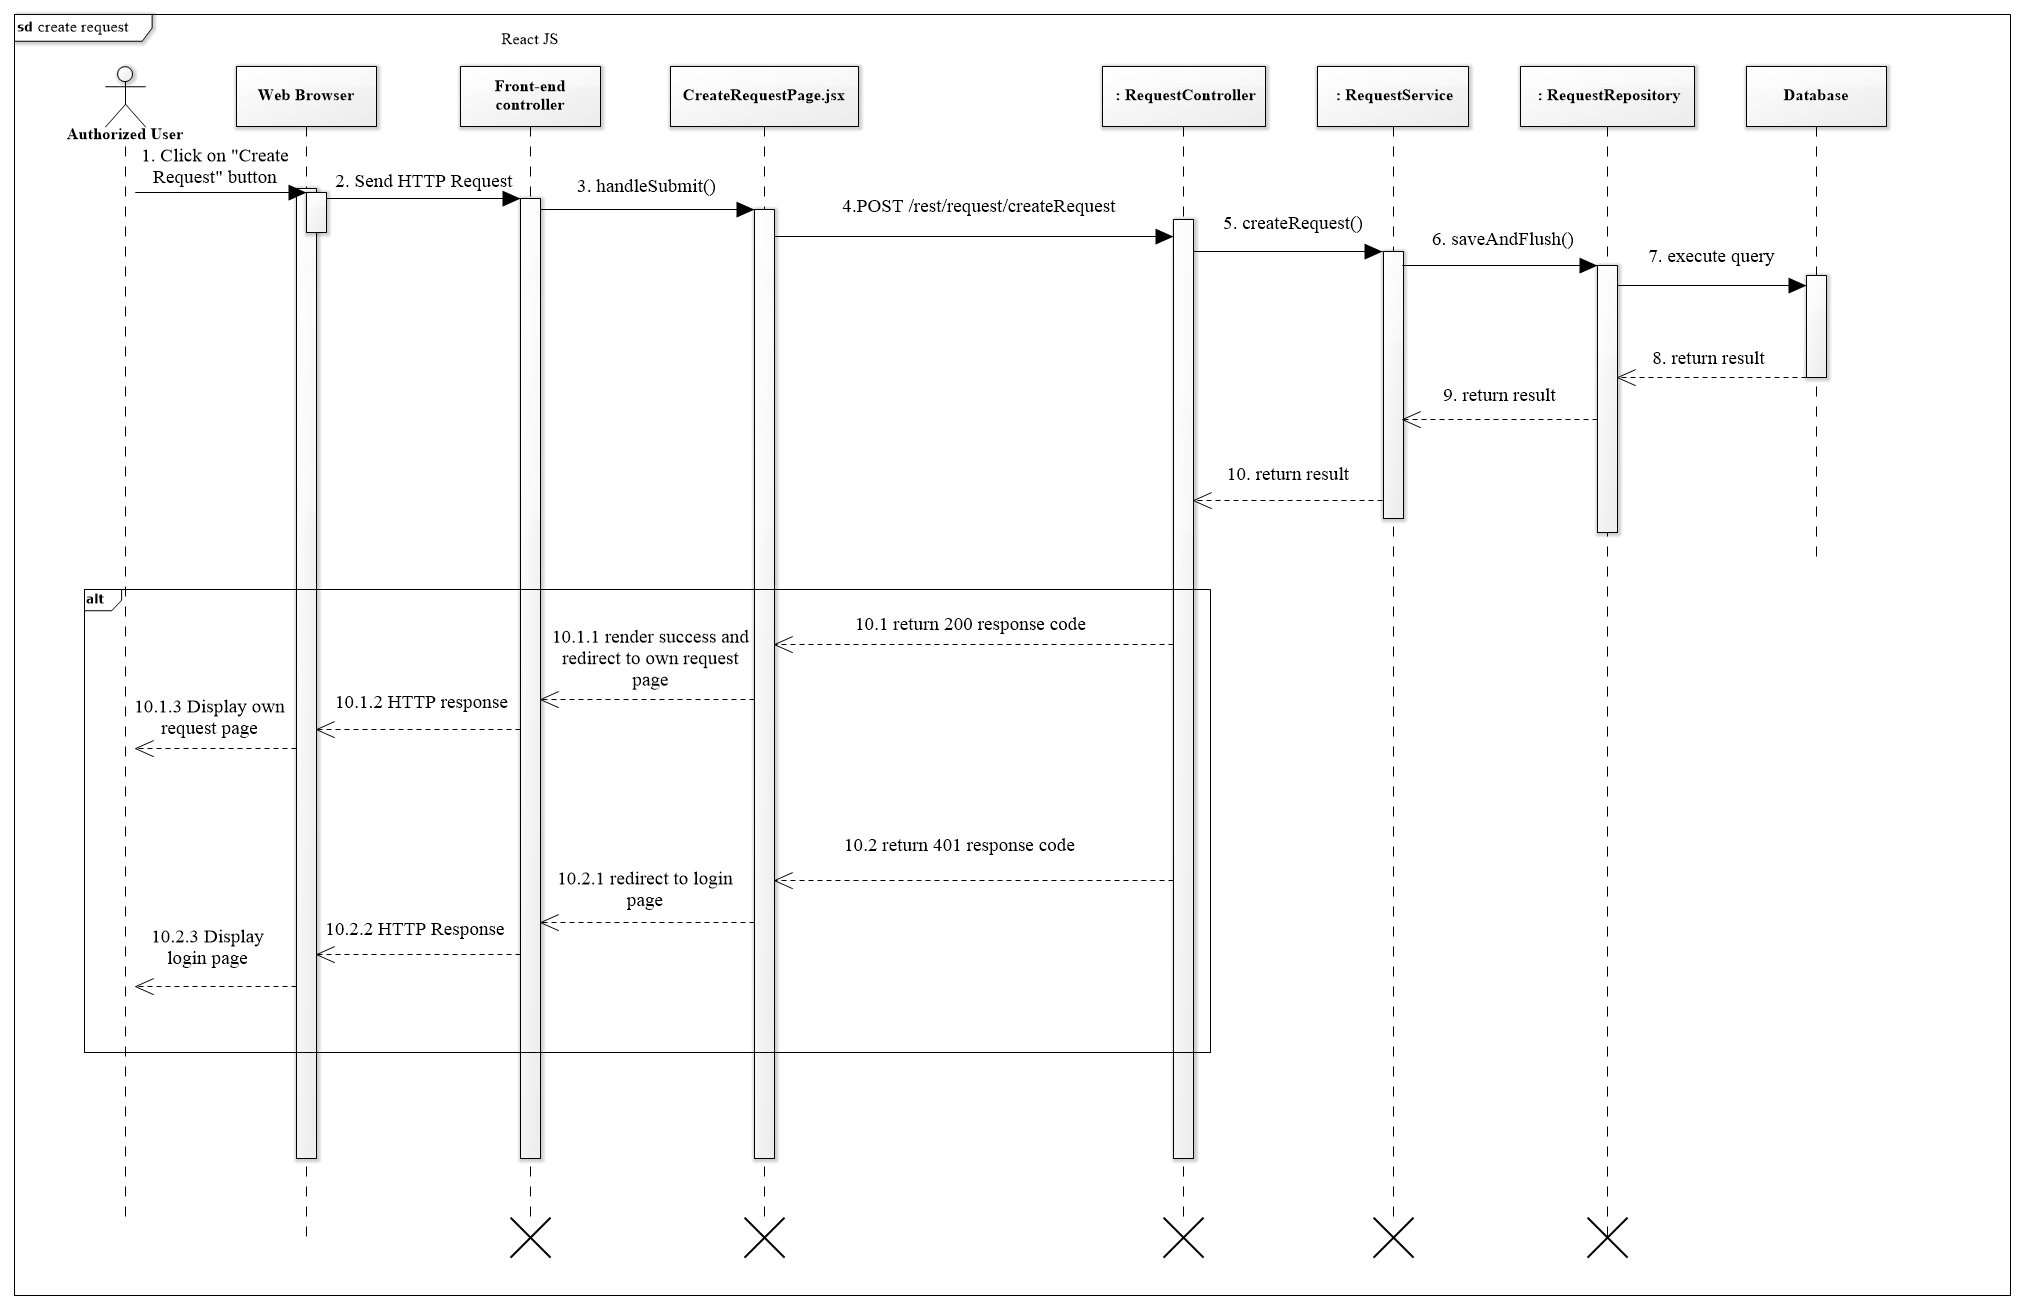 sd create request
React JS
Authorized User
Web Browser
Front-end
controller
CreateRequestPage.jsx
: RequestController
: RequestService
: RequestRepository
Database
1. Click on "Create
Request" button
2. Send HTTP Request
3. handleSubmit()
4.POST /rest/request/createRequest
5. createRequest()
6. saveAndFlush()
7. execute query
8. return result
9. return result
10. return result
alt
10.1 return 200 response code
10.1.1 render success and
redirect to own request
page
10.1.2 HTTP response
10.1.3 Display own
request page
10.2 return 401 response code
10.2.1 redirect to login
page
10.2.2 HTTP Response
10.2.3 Display
login page